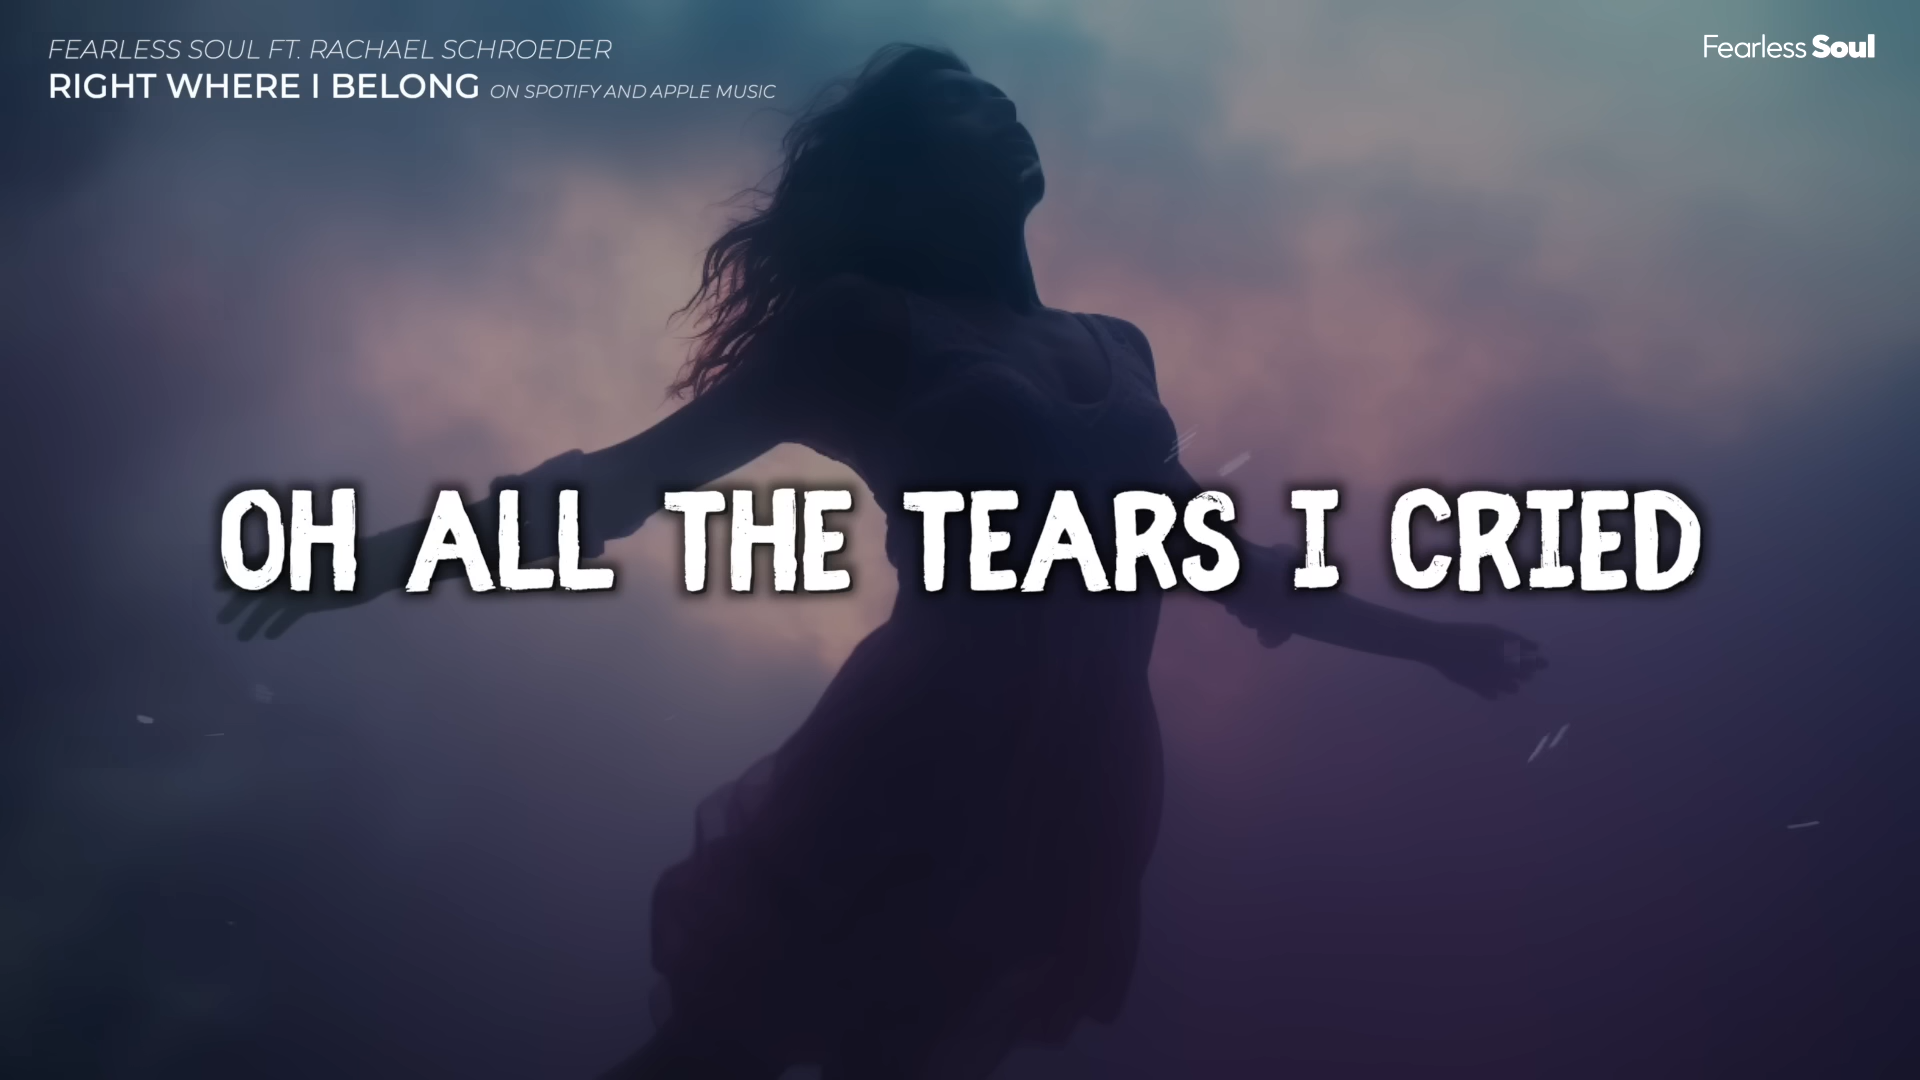 FEARLESS SOUL FT. RACHAEL SCHROEDER
RIGHT WHERE I BELONG ON SPOTIFY AND APPLE MUSIC
Fearless Soul
OH ALL THE TEARS I CRIED